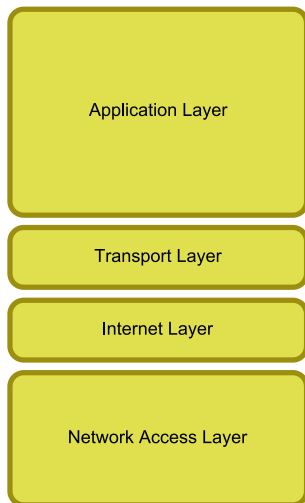 Application Layer
Transport Layer
Internet Layer
Network Access Layer